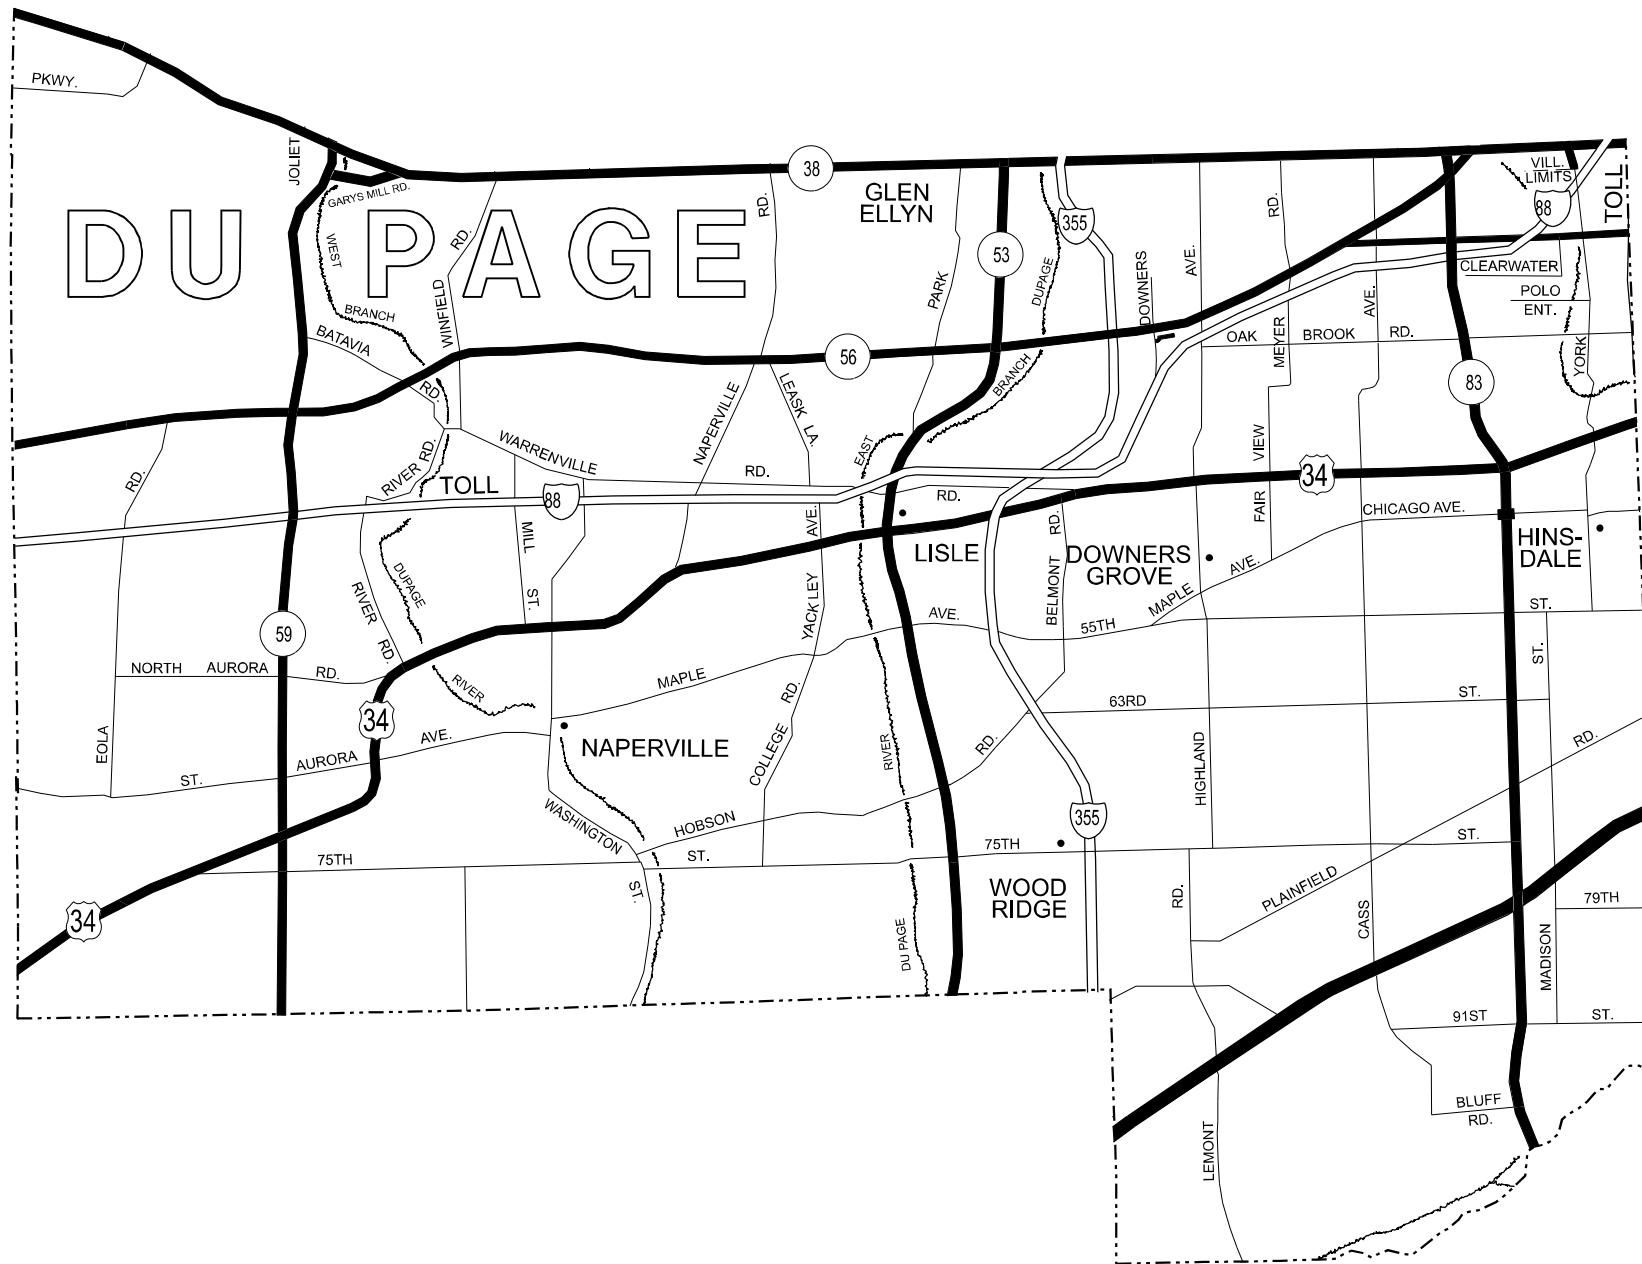 PKWY.
JOLIET
GARYS MILL RD.
38
GLEN
ELLYN
VILL.
LIMITS
88
TOLL
DU PAGE
WEST
BRANCH
BATAVIA
RD.
WINFIELD
RD.
RD.
PARK
53
DUPAGE
355
DOWNERS
AVE.
RD.
MEYER
AVE.
CLEARWATER
POLO
ENT.
OAK BROOK RD.
YORK
56
83
NAPERVILLE
LEASK LA.
BRANCH
EAST
WARRENVILLE
RD.
RD.
RIVER RD.
RD.
TOLL
88
MILL
ST.
AVE.
FAIR VIEW
34
CHICAGO AVE.
HINS-
DALE
LISLE
DOWNERS
GROVE
AVE.
MAPLE
BELMONT
RD.
RIVER
RD.
DUPAGE
RIVER
YACKLEY
AVE.
55TH
ST.
59
NORTH AURORA RD.
MAPLE
ST.
63RD
ST.
34
EOLA
AURORA
AVE.
ST.
NAPERVILLE
COLLEGE
RD.
RIVER
RD.
HIGHLAND
RD.
WASHINGTON
ST.
HOBSON
355
75TH
ST.
75TH
ST.
WOOD
RIDGE
34
DU PAGE
RD.
PLAINFIELD
CASS
79TH
MADISON
91ST
ST.
LEMONT
BLUFF
RD.